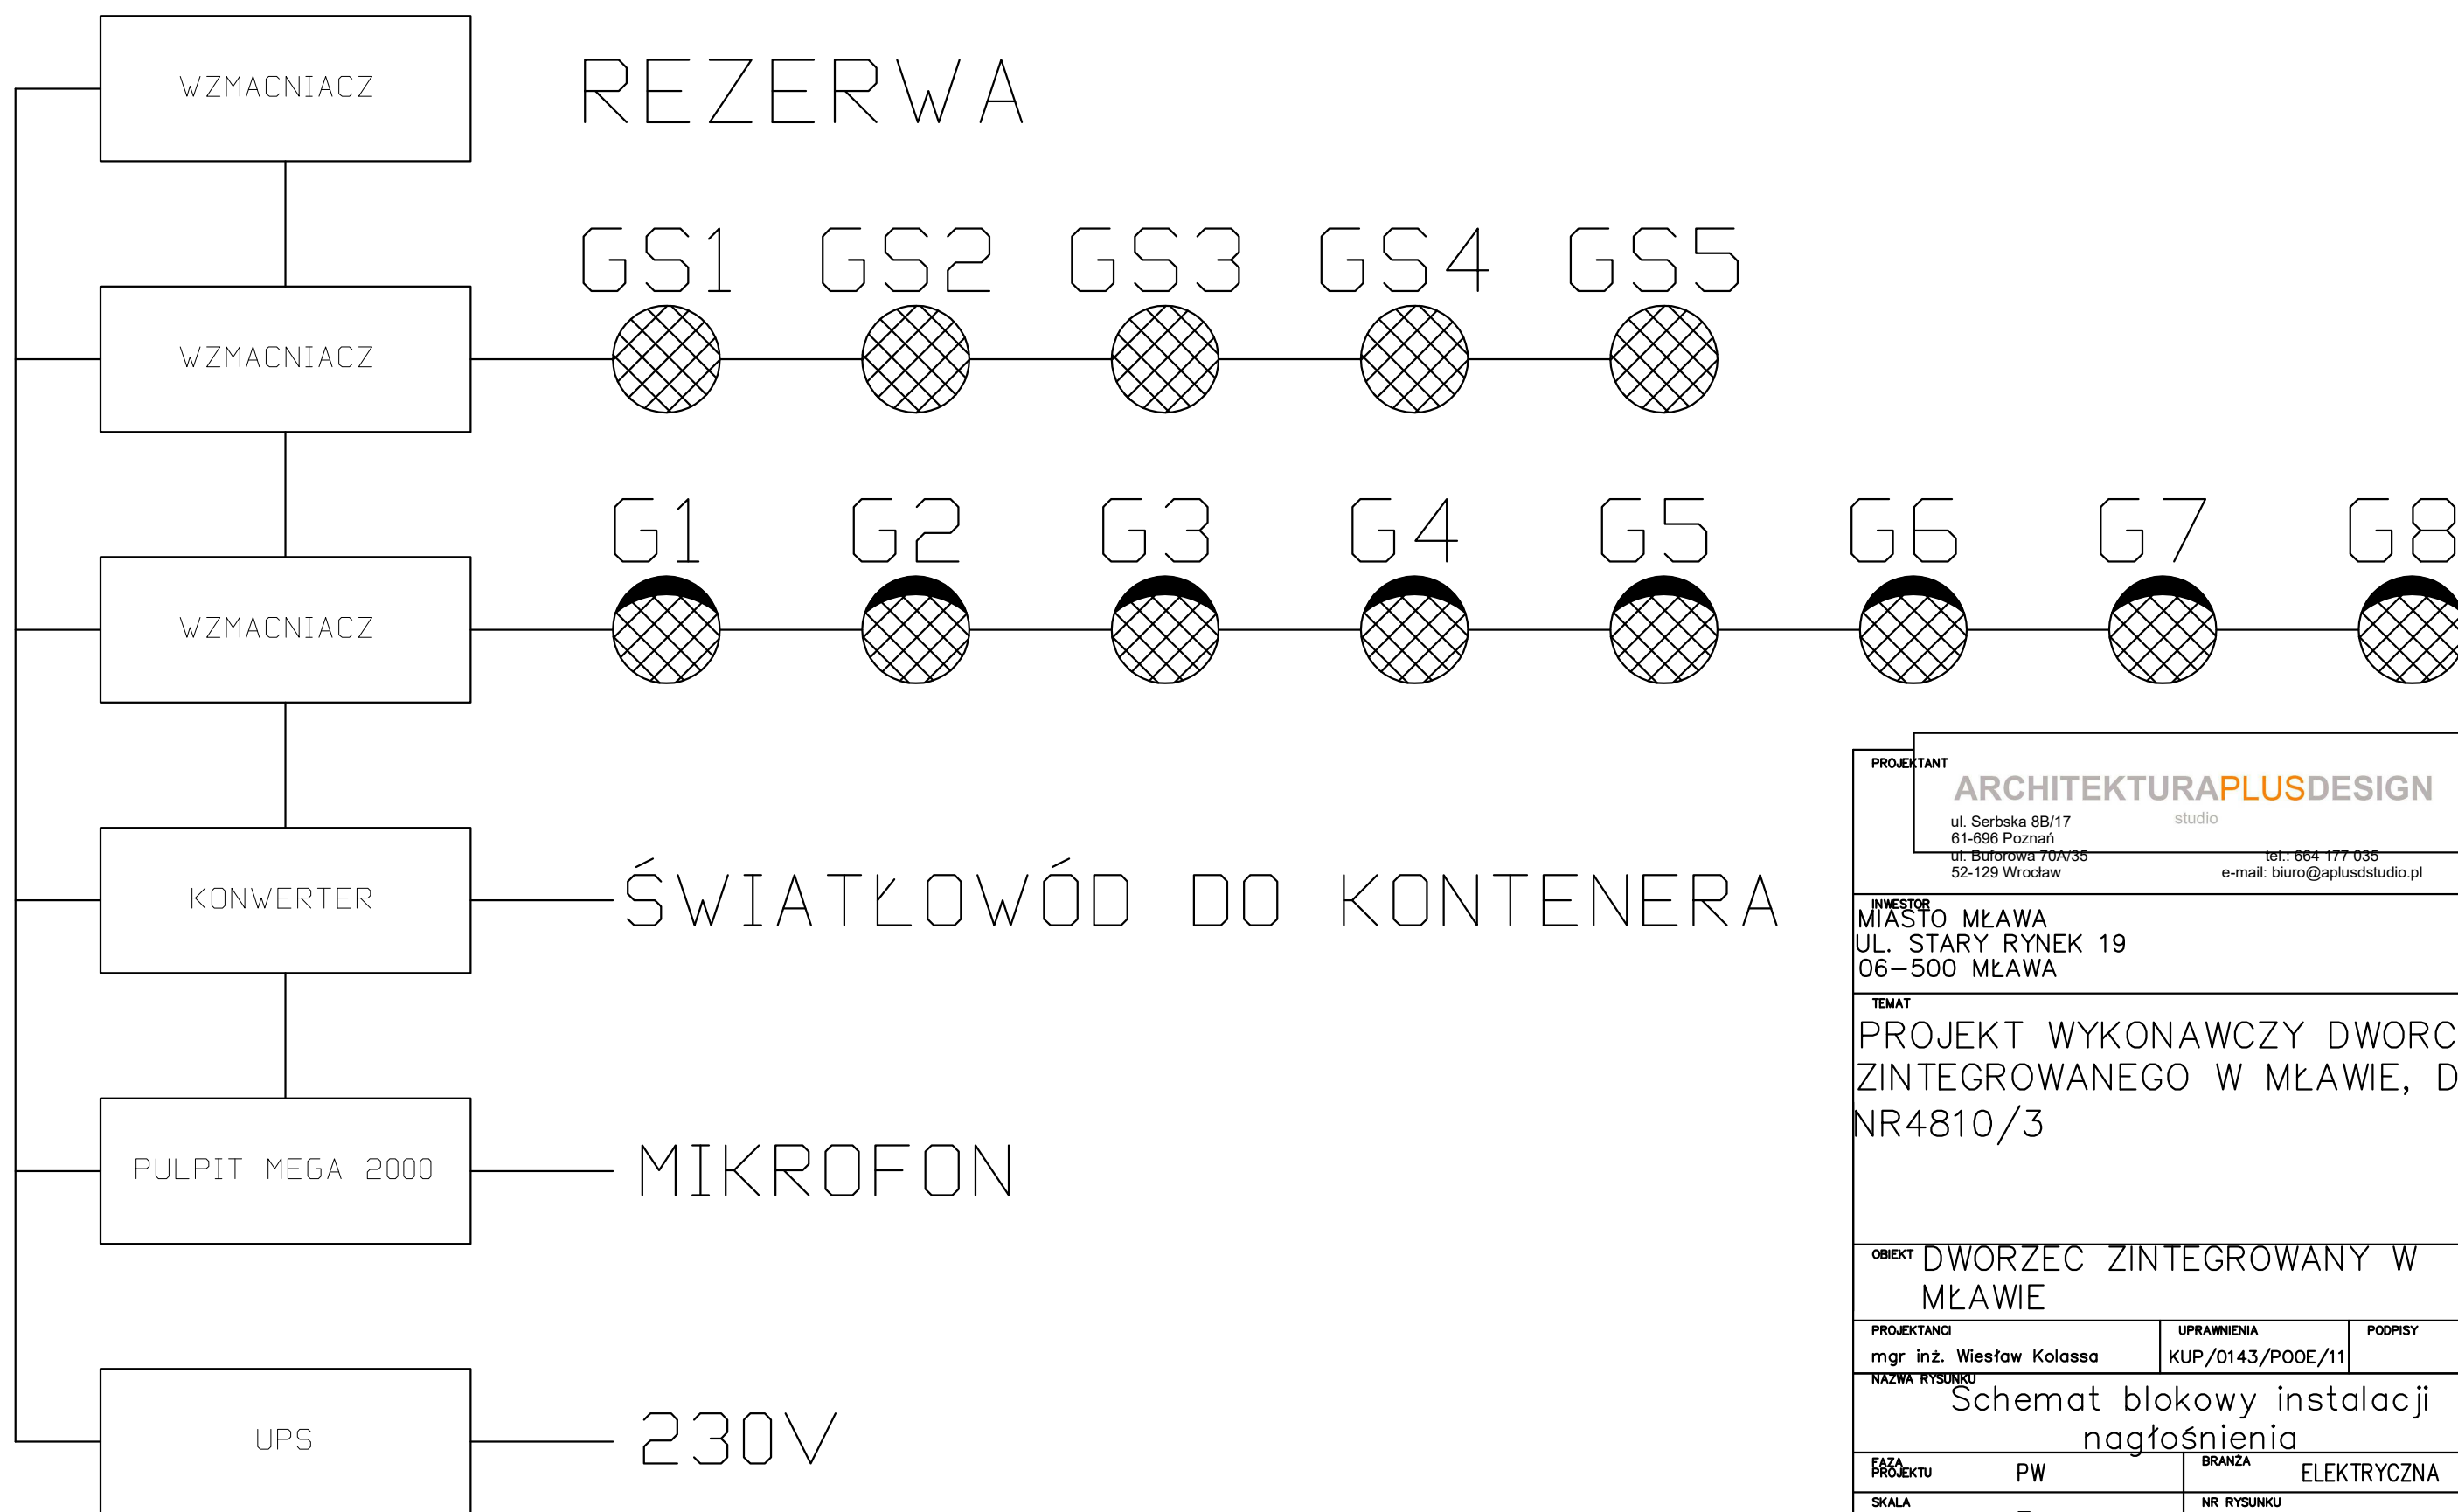 WZMACNIACZ
REZERWA
GS1 GS2 GS3 GS4 GS5
WZMACNIACZ
G1 G2 G3 G4 G5 G6 G7 G8
WZMACNIACZ
KONWERTER
ŚWIATŁOWÓD DO KONTENERA
PULPIT MEGA 2000
MIKROFON
UPS
230V
PROJEKTANT
ARCHITEKTURAPLUSDESIGN
studio
ul. Serbska 8B/17
61-696 Poznań
ul. Buforowa 70A/35
tel.: 664 177 035
52-129 Wrocław
e-mail: biuro@aplusdstudio.pl
INWESTOR
MIASTO MŁAWA
UL. STARY RYNEK 19
06-500 MŁAWA
TEMAT
PROJEKT WYKONAWCZY DWORC
ZINTEGROWANEGO W MŁAWIE, D
NR4810/3
OBIEKT
DWORZEC ZINTEGROWANY W
MŁAWIE
PROJEKTANCI UPRAWNIENIA PODPISY
mgr inż. Wiesław Kolassa KUP/0143/POOE/11
NAZWA RYSUNKU
Schemat blokowy instalacji
nagłośnienia
FAZA
PROJEKTU
PW
BRANŻA
ELEKTRYCZNA
SKALA
NR RYSUNKU